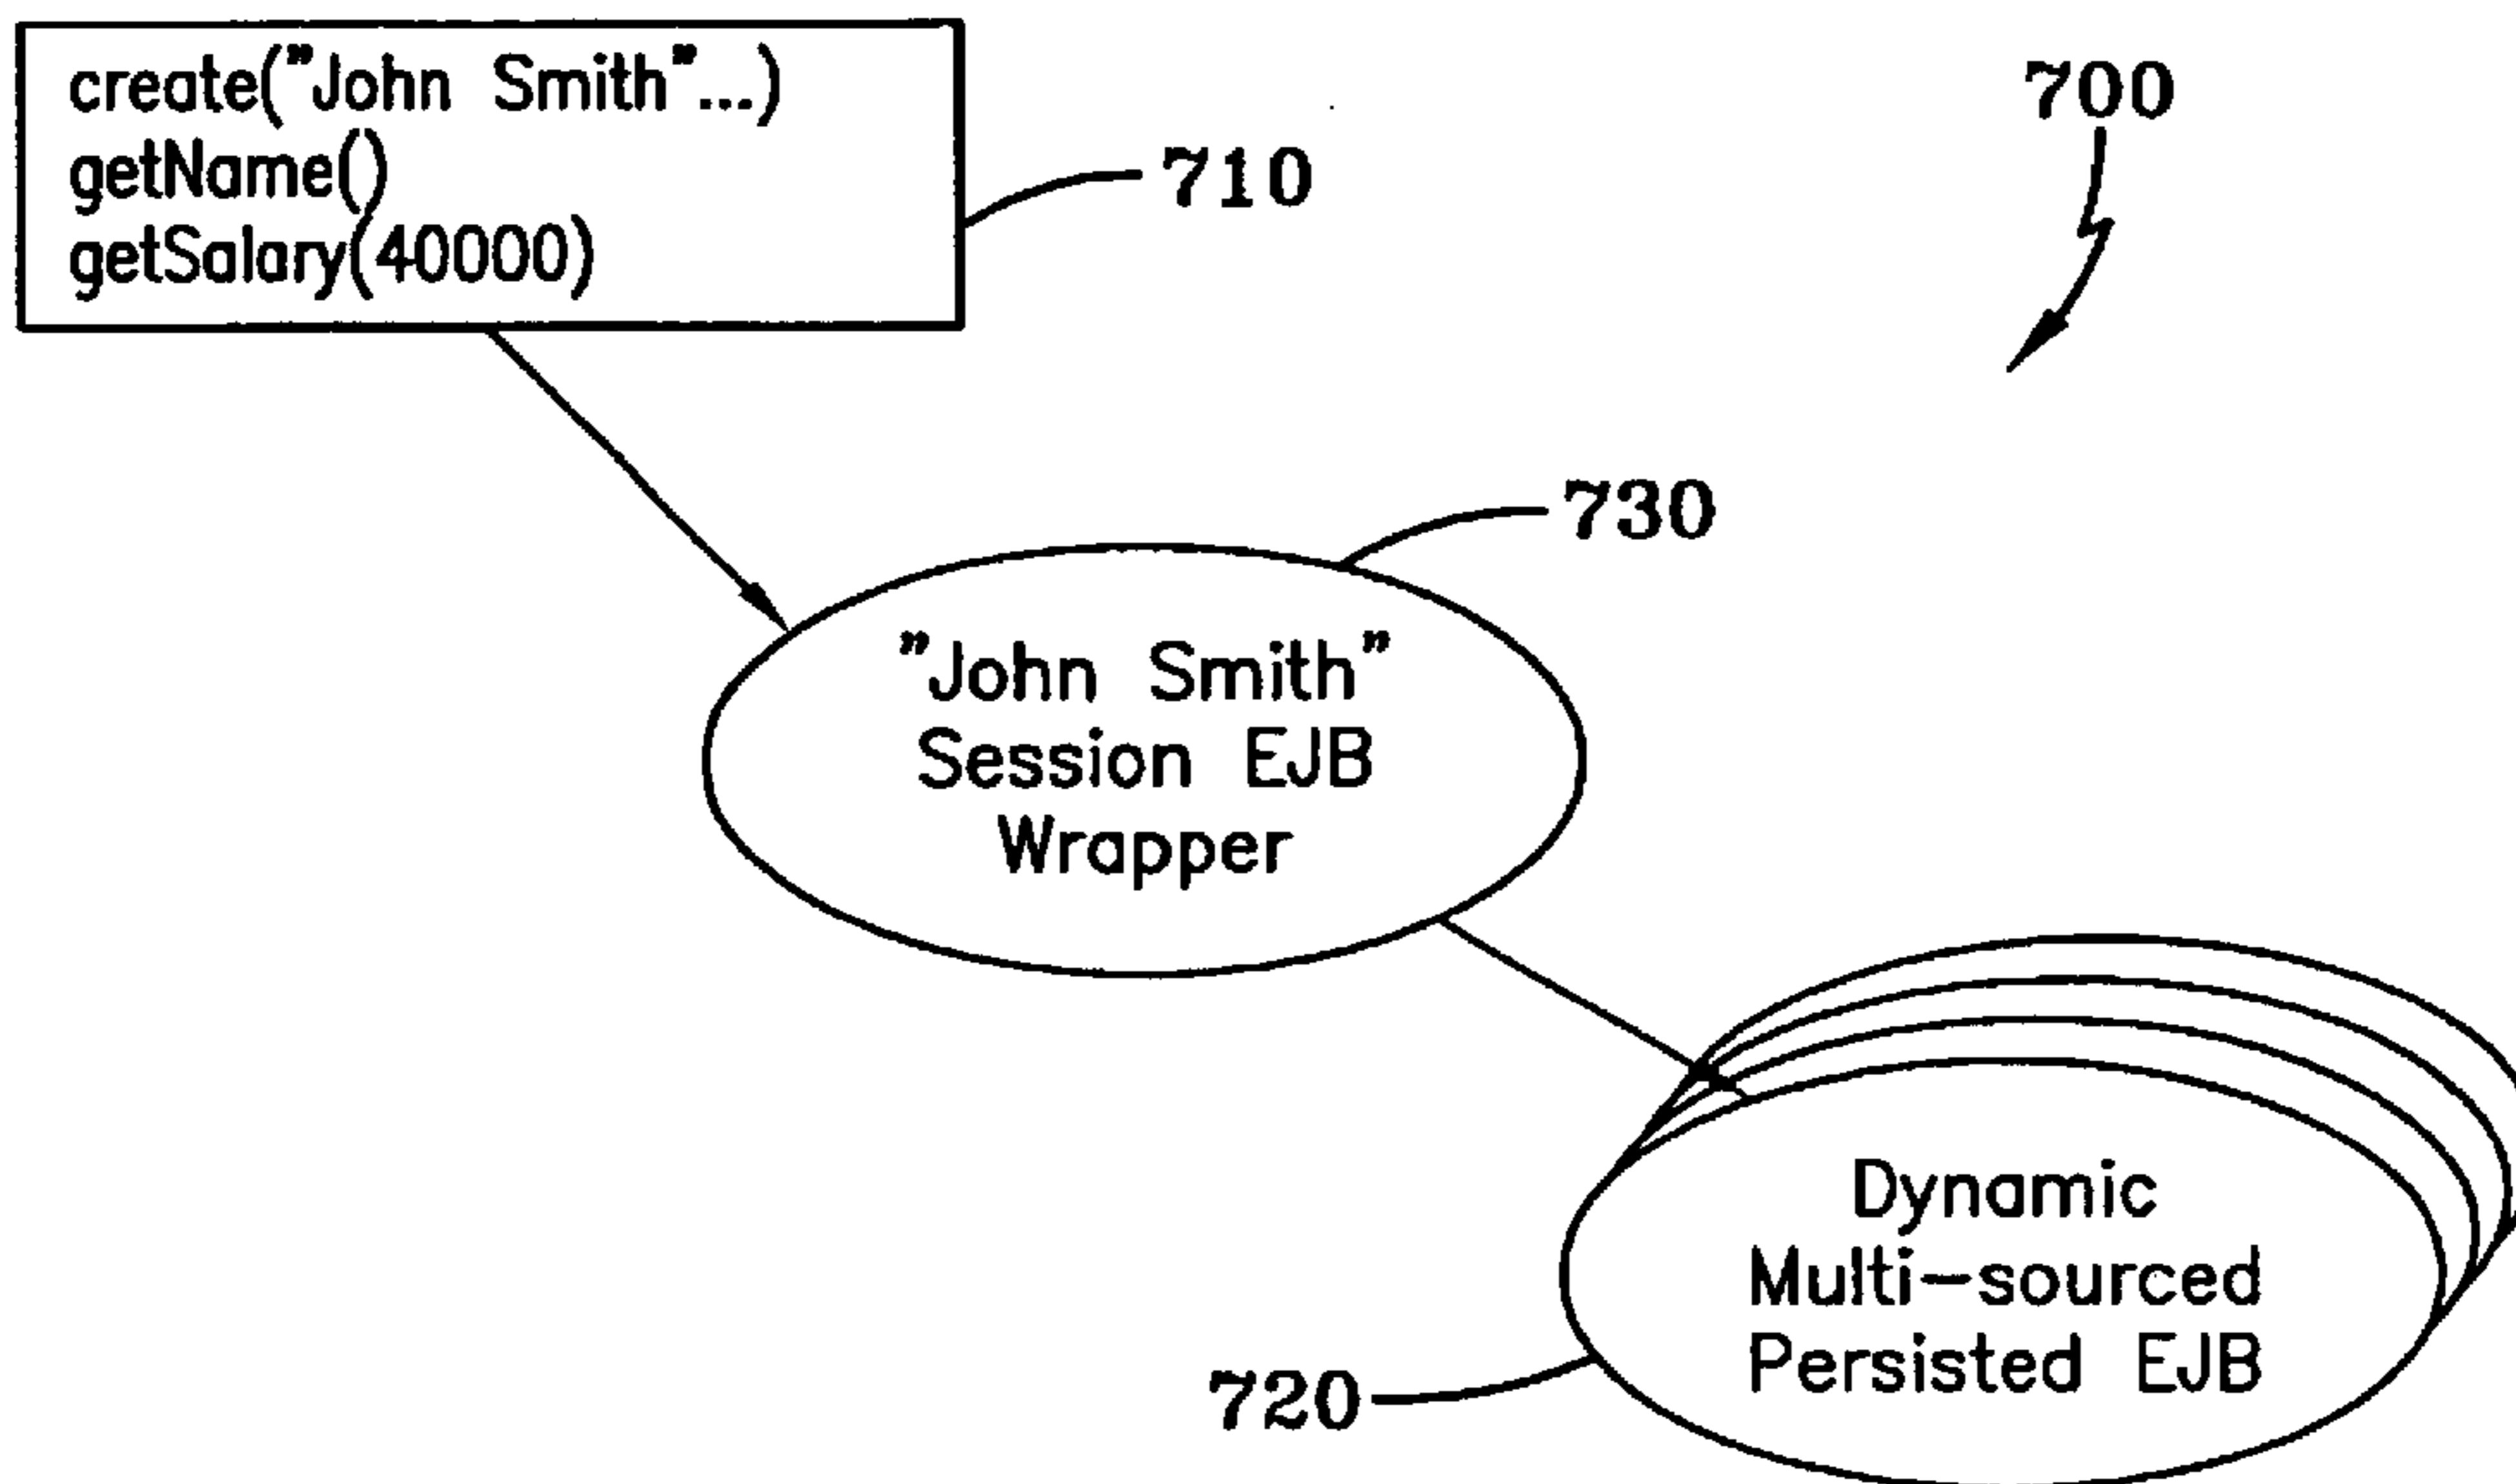 create("John Smith"...)
getName()
getSalary(40000)
710
700
730
"John Smith"
Session EJB
Wrapper
Dynamic
Multi-sourced
Persisted EJB
720